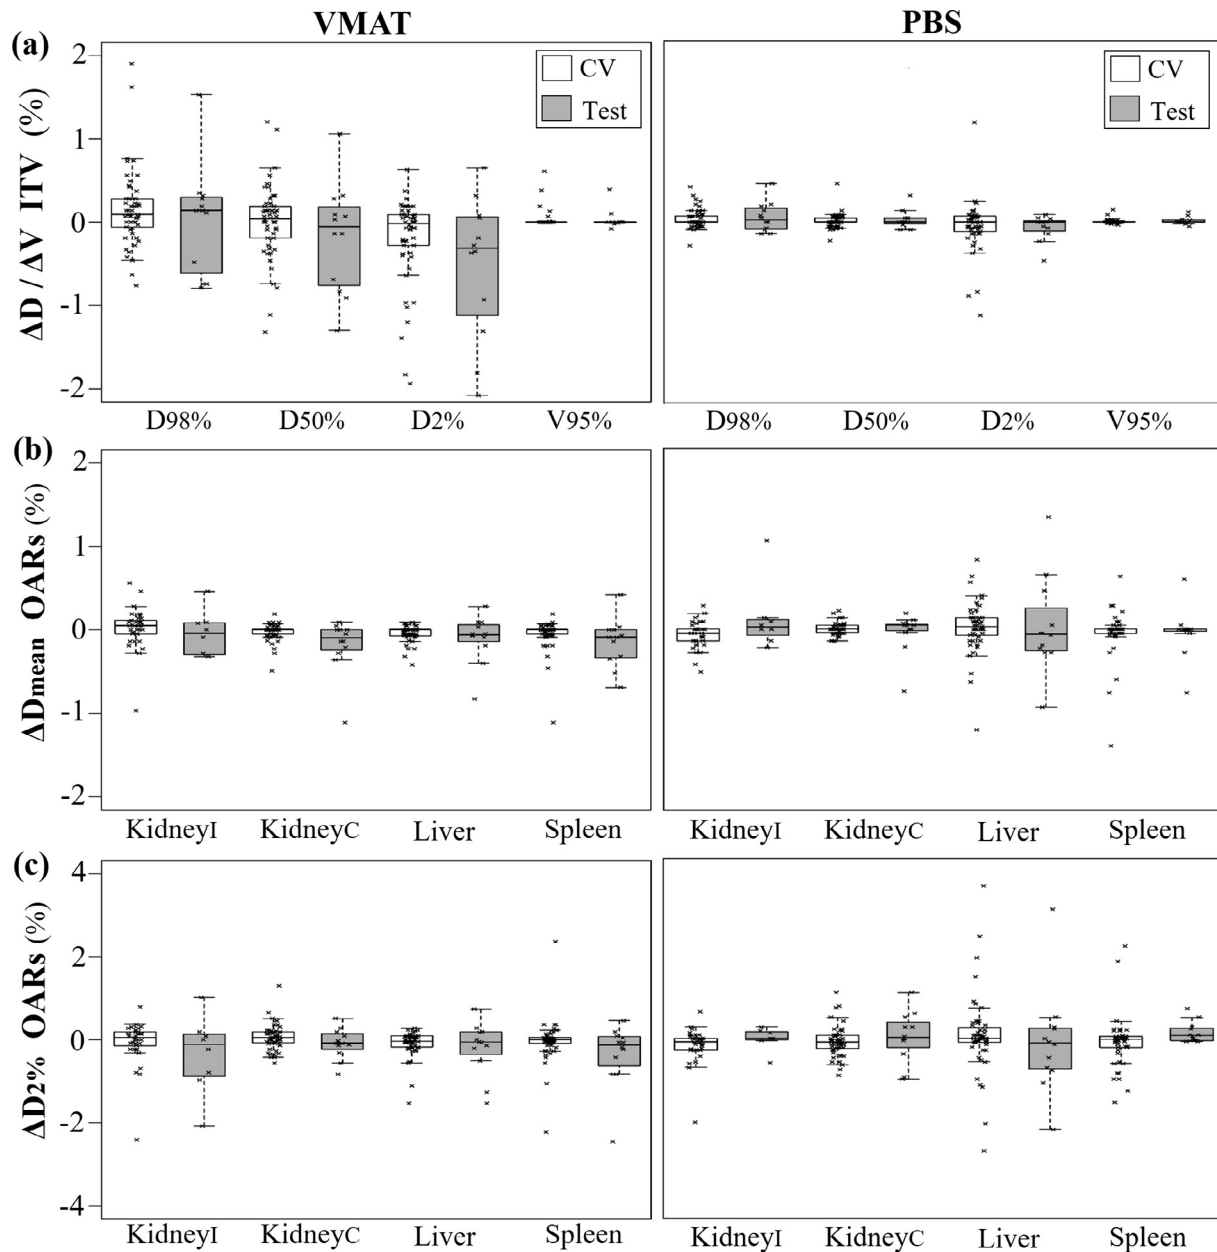 VMAT
PBS
(a)
ΔD / ΔV ITV (%)
2
1
0
-1
-2
CV
Test
CV
Test
D98%
D50%
D2%
V95%
D98%
D50%
D2%
V95%
(b)
ΔDmean OARs (%)
2
1
0
-1
-2
KidneyI
KidneyC
Liver
Spleen
KidneyI
KidneyC
Liver
Spleen
(c)
ΔD2% OARs (%)
4
2
0
-2
-4
KidneyI
KidneyC
Liver
Spleen
KidneyI
KidneyC
Liver
Spleen